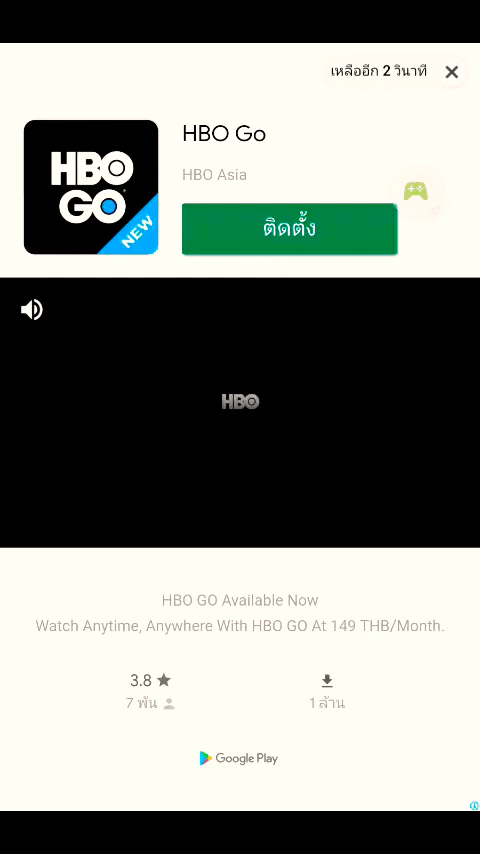 เหลืออีก 2 วินาที
HBO
GO
NEW
HBO Go
HBO Asia
ติดตั้ง
HBO
HBO GO Available Now
Watch Anytime, Anywhere With HBO GO At 149 THB/Month.
3.8
7 พัน
1 ล้าน
Google Play